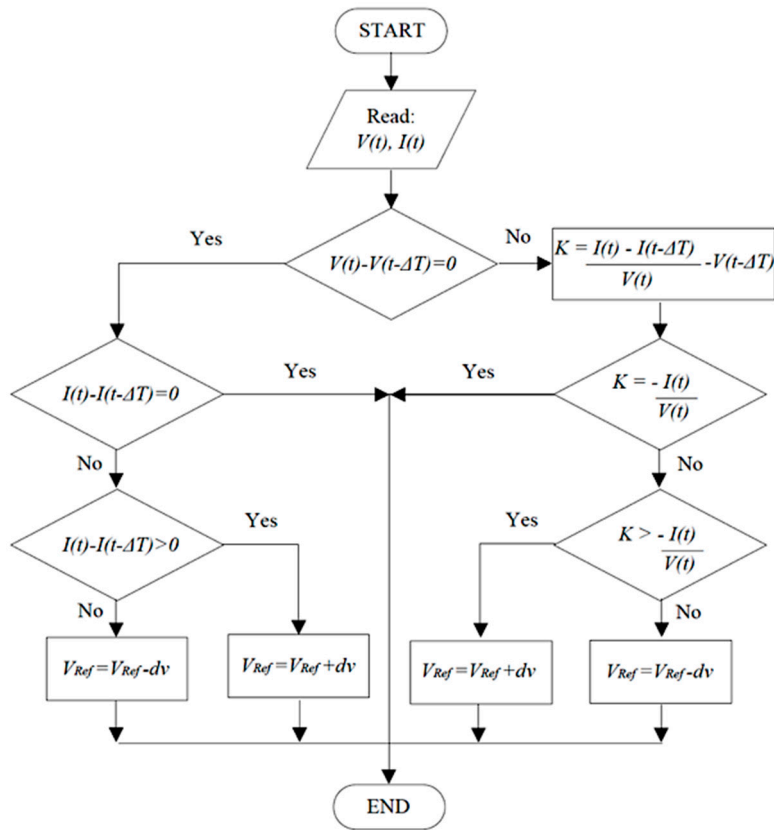 START
Read:
V(t), I(t)
Yes
V(t)-V(t-ΔT)=0
No
K = I(t) - I(t-ΔT)
V(t)
-V(t-ΔT)
I(t)-I(t-ΔT)=0
Yes
Yes
K = - I(t)
V(t)
No
No
I(t)-I(t-ΔT)>0
Yes
Yes
K > - I(t)
V(t)
No
No
VRef=VRef-dv
VRef=VRef+dv
VRef=VRef+dv
VRef=VRef-dv
END